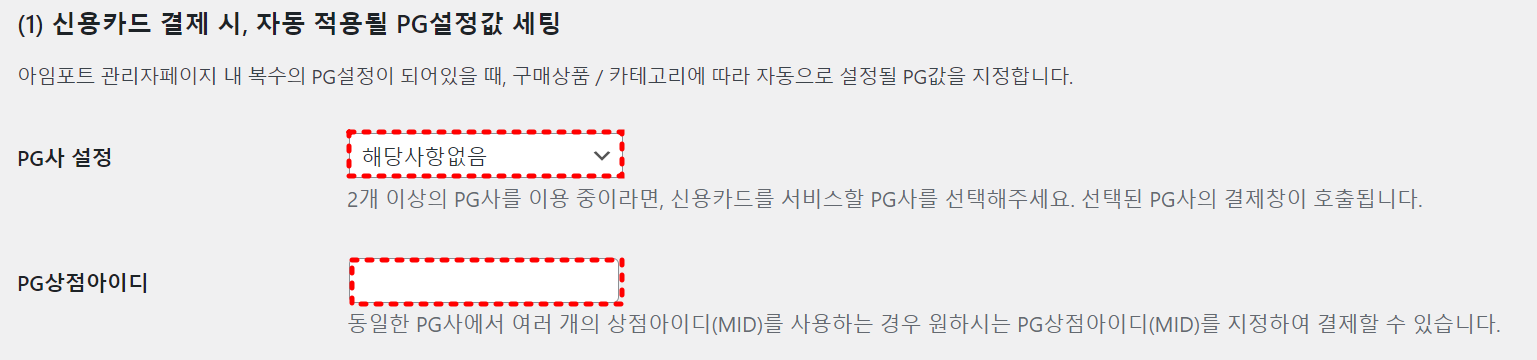 (1) 신용카드 결제 시, 자동 적용될 PG설정값 세팅
아임포트 관리자페이지 내 복수의 PG설정이 되어있을 때, 구매상품 / 카테고리에 따라 자동으로 설정될 PG값을 지정합니다.
PG사 설정
해당사항없음
2개 이상의 PG사를 이용 중이라면, 신용카드를 서비스할 PG사를 선택해주세요. 선택된 PG사의 결제창이 호출됩니다.
PG상점아이디
동일한 PG사에서 여러 개의 상점아이디(MID)를 사용하는 경우 원하시는 PG상점아이디(MID)를 지정하여 결제할 수 있습니다.